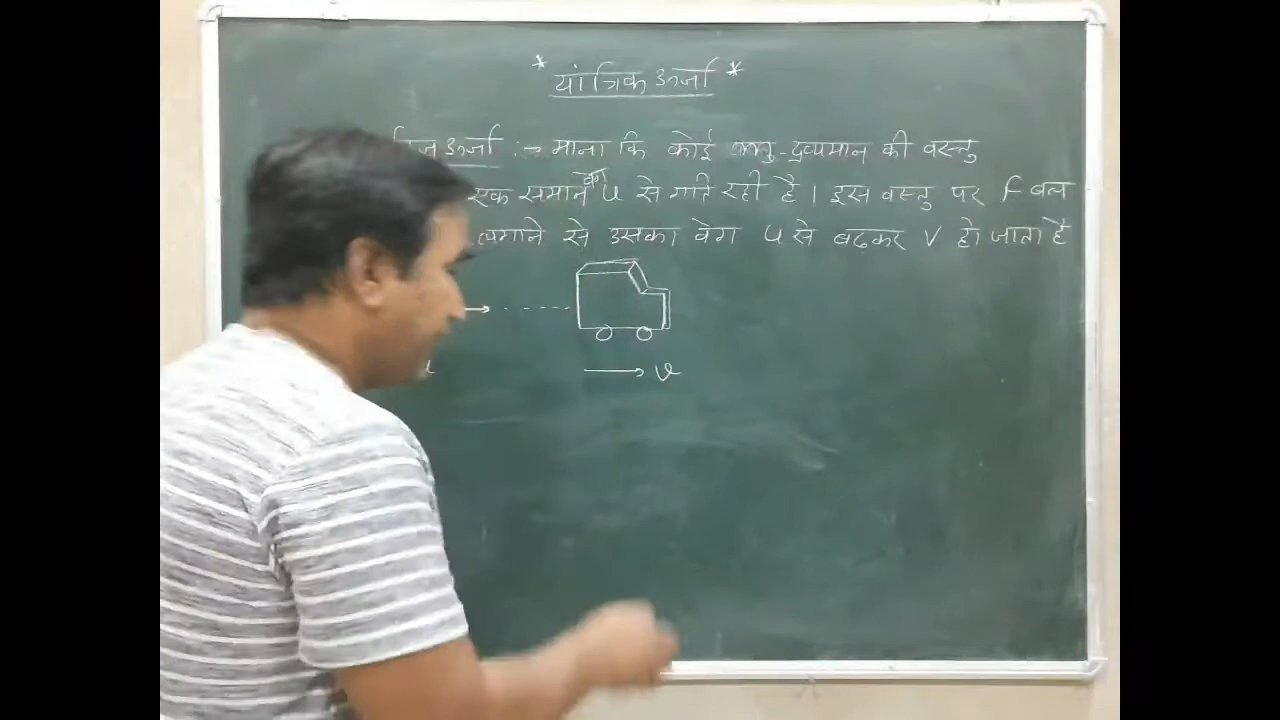 * यांत्रिक ऊर्जा *
ऊर्जा :→ माना कि कोई द्रव्यमान की वस्तु
एक समान वेग u से गति रही है । इस वस्तु पर F बल
लगाने से उसका वेग u से बढ़कर v हो जाता है
u → v